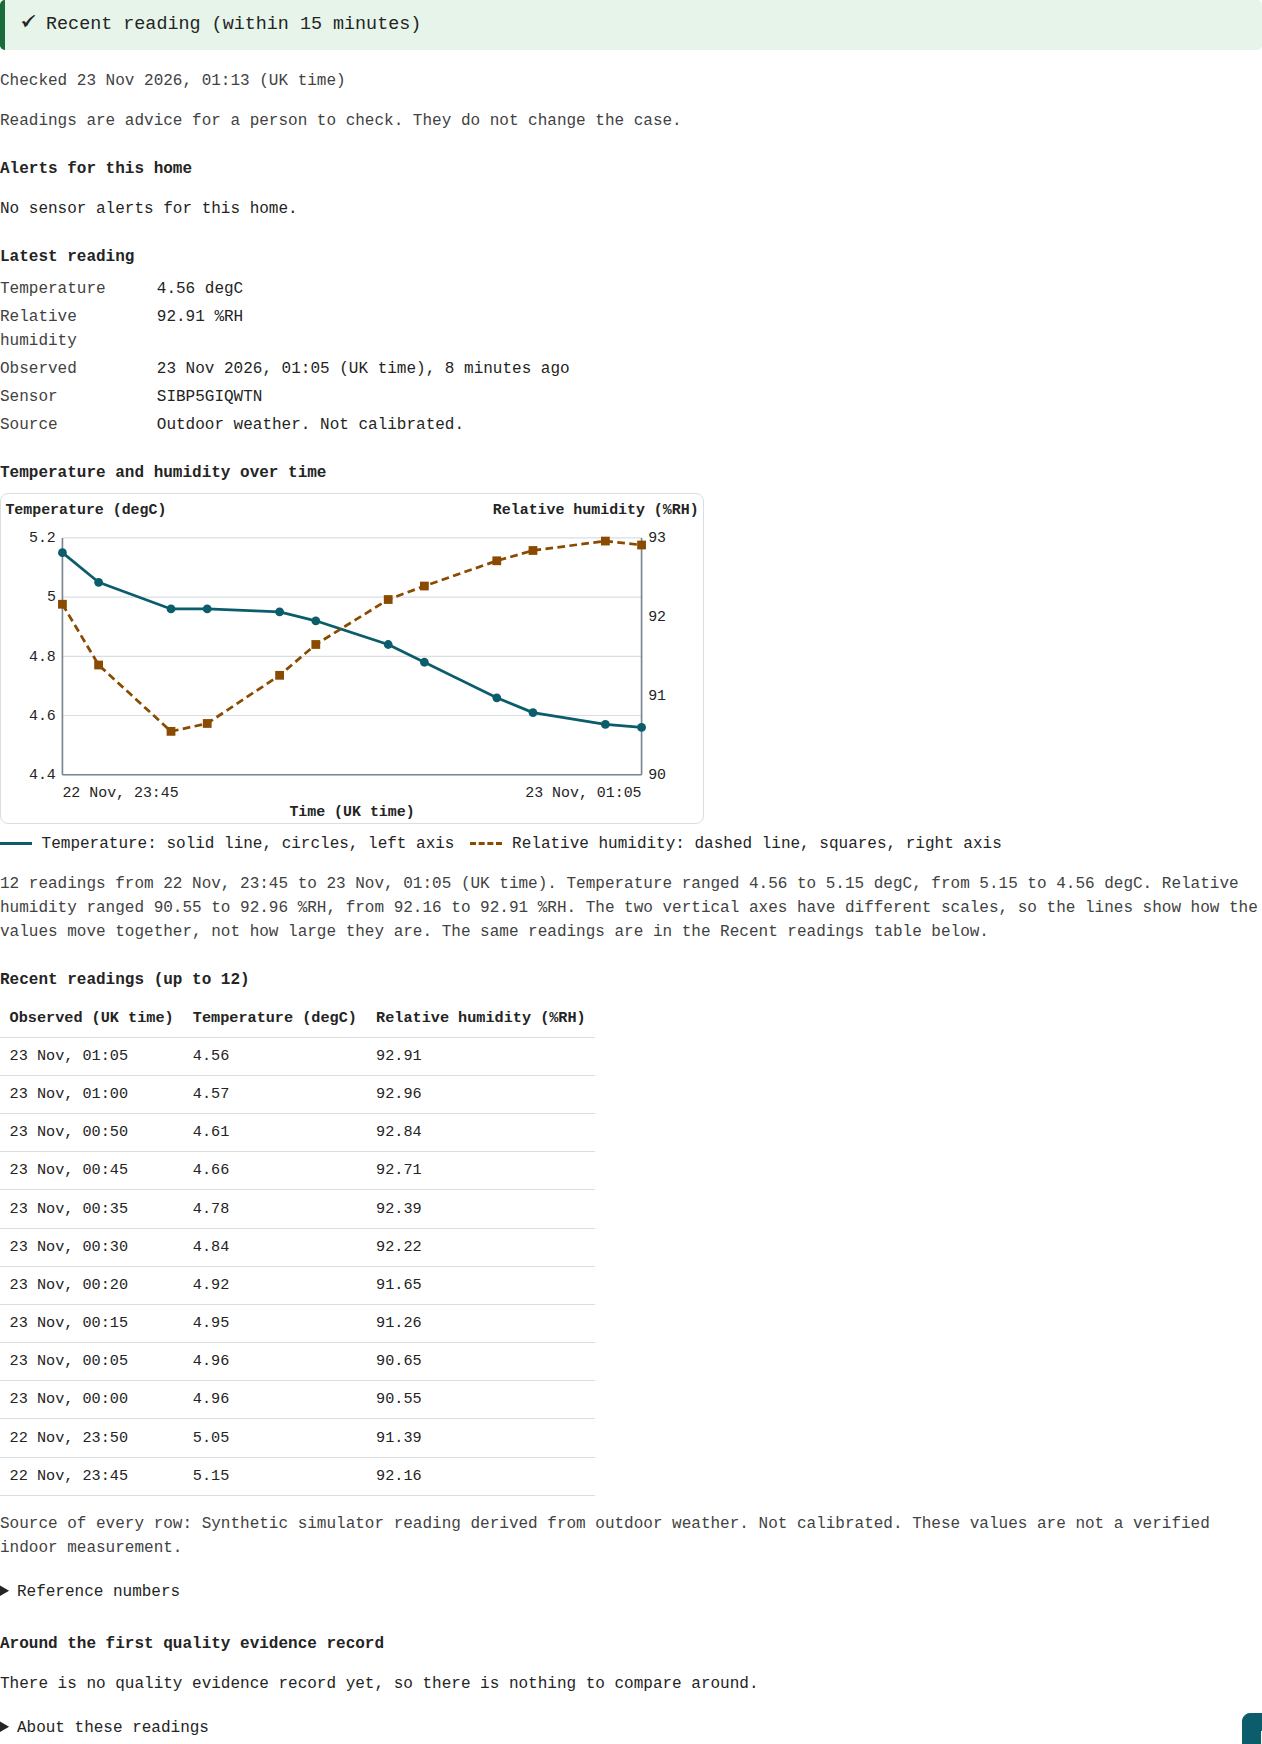 ✓ Recent reading (within 15 minutes)
Checked 23 Nov 2026, 01:13 (UK time)
Readings are advice for a person to check. They do not change the case.
Alerts for this home
No sensor alerts for this home.
Latest reading
Temperature 4.56 degC
Relative humidity 92.91 %RH
Observed 23 Nov 2026, 01:05 (UK time), 8 minutes ago
Sensor SIBP5GIQWTN
Source Outdoor weather. Not calibrated.
Temperature and humidity over time
Temperature (degC) Relative humidity (%RH)
5.2 93
5
92
4.8
91
4.6
4.4 90
22 Nov, 23:45 23 Nov, 01:05
Time (UK time)
Temperature: solid line, circles, left axis Relative humidity: dashed line, squares, right axis
12 readings from 22 Nov, 23:45 to 23 Nov, 01:05 (UK time). Temperature ranged 4.56 to 5.15 degC, from 5.15 to 4.56 degC. Relative
humidity ranged 90.55 to 92.96 %RH, from 92.16 to 92.91 %RH. The two vertical axes have different scales, so the lines show how the
values move together, not how large they are. The same readings are in the Recent readings table below.
Recent readings (up to 12)
Observed (UK time) Temperature (degC) Relative humidity (%RH)
23 Nov, 01:05 4.56 92.91
23 Nov, 01:00 4.57 92.96
23 Nov, 00:50 4.61 92.84
23 Nov, 00:45 4.66 92.71
23 Nov, 00:35 4.78 92.39
23 Nov, 00:30 4.84 92.22
23 Nov, 00:20 4.92 91.65
23 Nov, 00:15 4.95 91.26
23 Nov, 00:05 4.96 90.65
23 Nov, 00:00 4.96 90.55
22 Nov, 23:50 5.05 91.39
22 Nov, 23:45 5.15 92.16
Source of every row: Synthetic simulator reading derived from outdoor weather. Not calibrated. These values are not a verified
indoor measurement.
Reference numbers
Around the first quality evidence record
There is no quality evidence record yet, so there is nothing to compare around.
About these readings